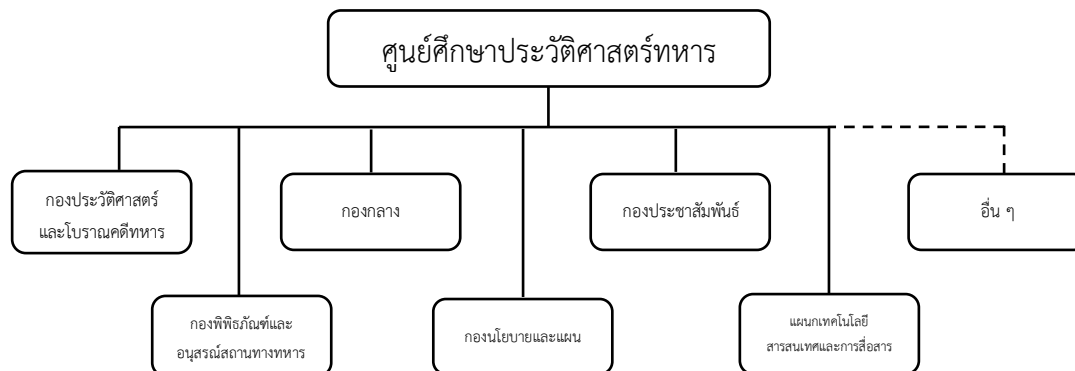 ศูนย์ศึกษาประวัติศาสตร์ทหาร
กองประวัติศาสตร์
และโบราณคดีทหาร
กองกลาง
กองประชาสัมพันธ์
อื่น ๆ
กองพิพิธภัณฑ์และ
อนุสรณ์สถานทางทหาร
กองนโยบายและแผน
แผนกเทคโนโลยี
สารสนเทศและการสื่อสาร